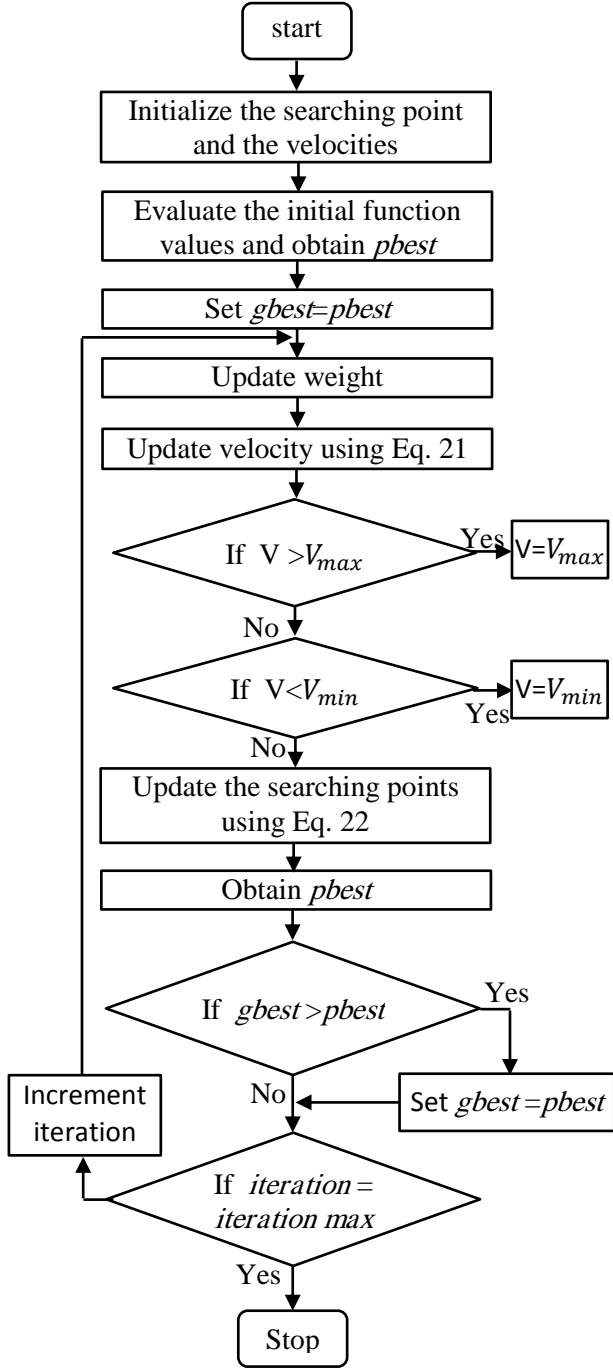 start
Initialize the searching point
and the velocities
Evaluate the initial function
values and obtain pbest
Set gbest=pbest
Update weight
Update velocity using Eq. 21
If V >Vmax
Yes
V=Vmax
No
If V<Vmin
Yes
V=Vmin
No
Update the searching points
using Eq. 22
Obtain pbest
If gbest>pbest
Yes
Increment
iteration
No
Set gbest=pbest
If iteration =
iteration max
Yes
Stop